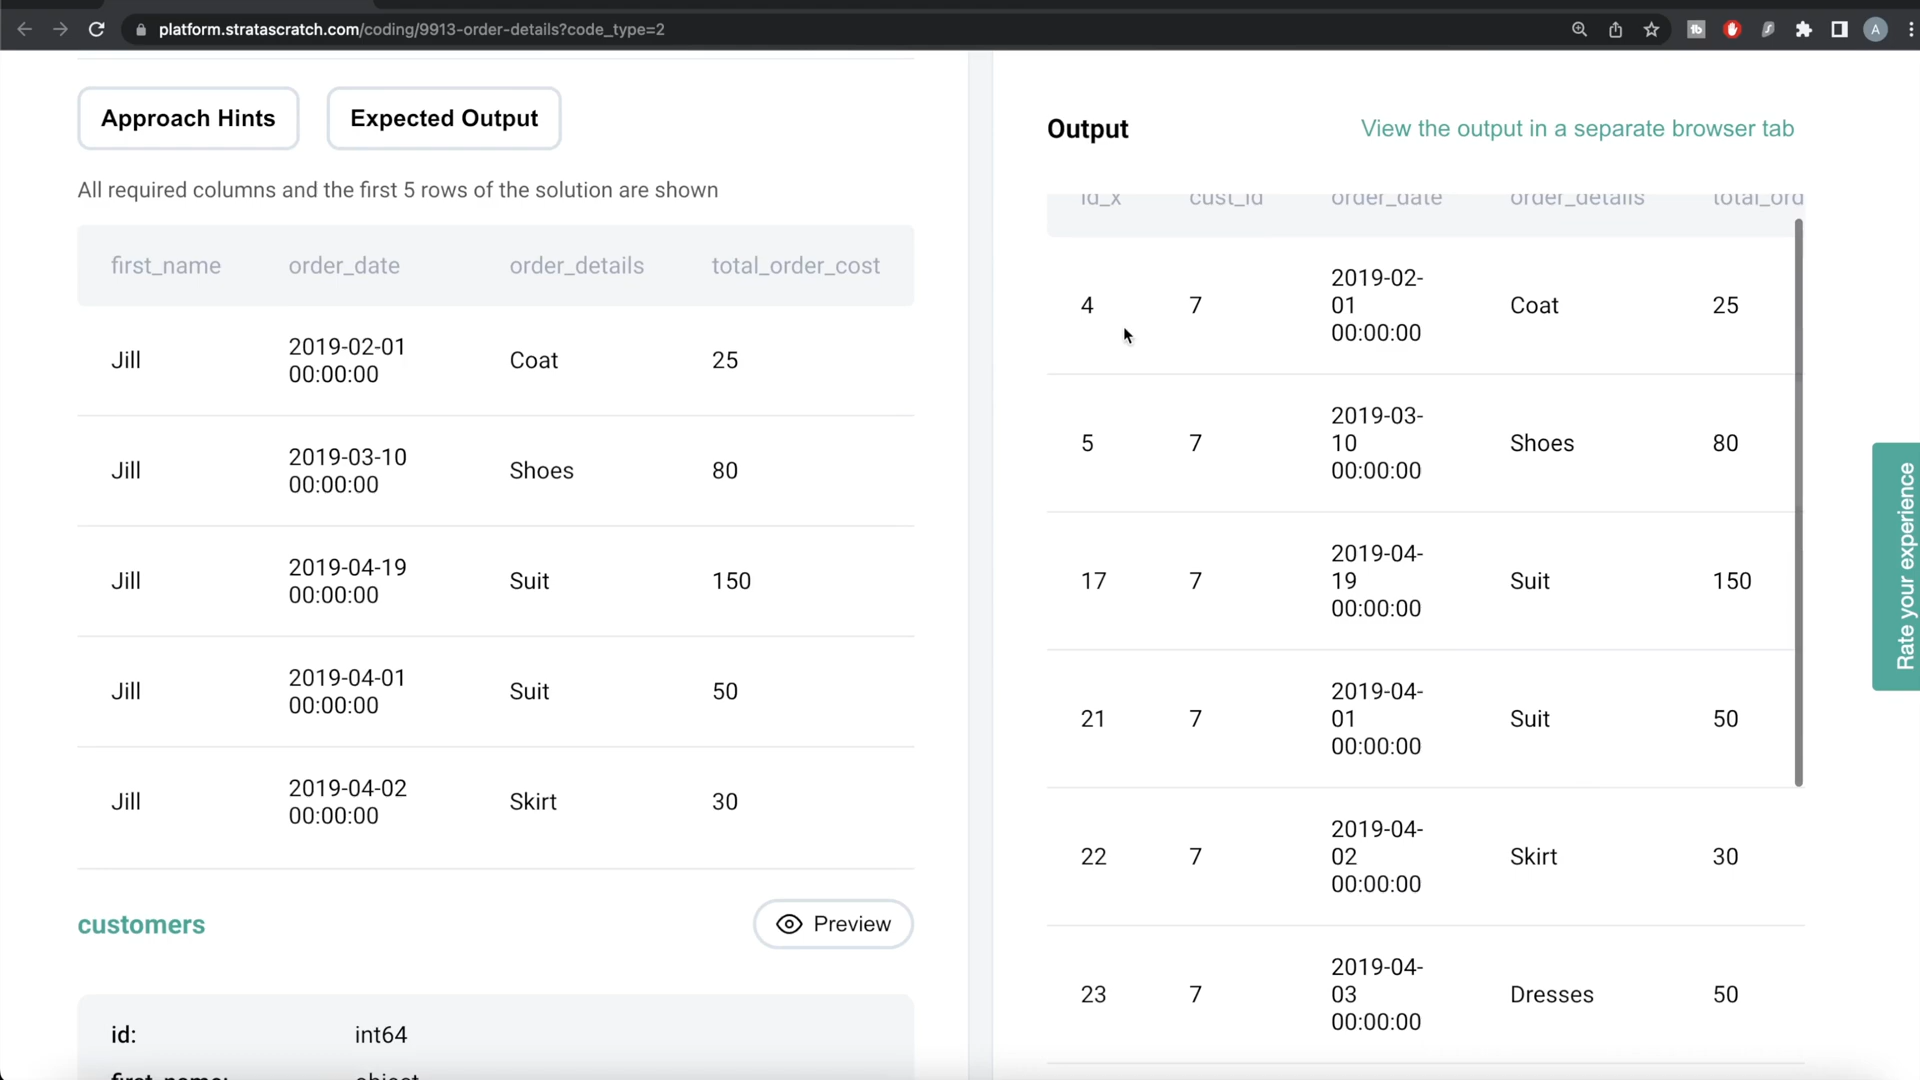 platform.stratascratch.com/coding/9913-order-details?code_type=2
A
Approach Hints
Expected Output
All required columns and the first 5 rows of the solution are shown
first_name order_date order_details total_order_cost
Jill 2019-02-01 00:00:00 Coat 25
Jill 2019-03-10 00:00:00 Shoes 80
Jill 2019-04-19 00:00:00 Suit 150
Jill 2019-04-01 00:00:00 Suit 50
Jill 2019-04-02 00:00:00 Skirt 30
customers
Preview
id: int64
first_name: object
Output
View the output in a separate browser tab
id_x cust_id order_date order_details total_ord
4 7 2019-02-01 00:00:00 Coat 25
5 7 2019-03-10 00:00:00 Shoes 80
17 7 2019-04-19 00:00:00 Suit 150
21 7 2019-04-01 00:00:00 Suit 50
22 7 2019-04-02 00:00:00 Skirt 30
23 7 2019-04-03 00:00:00 Dresses 50
Rate your experience